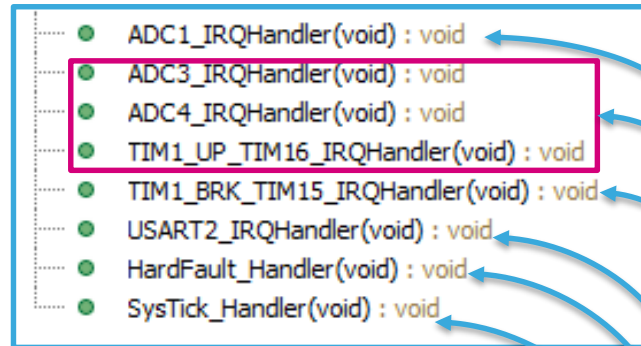 ADC1_IRQHandler(void) : void
ADC3_IRQHandler(void) : void
ADC4_IRQHandler(void) : void
TIM1_UP_TIM16_IRQHandler(void) : void
TIM1_BRK_TIM15_IRQHandler(void) : void
USART2_IRQHandler(void) : void
HardFault_Handler(void) : void
SysTick_Handler(void) : void